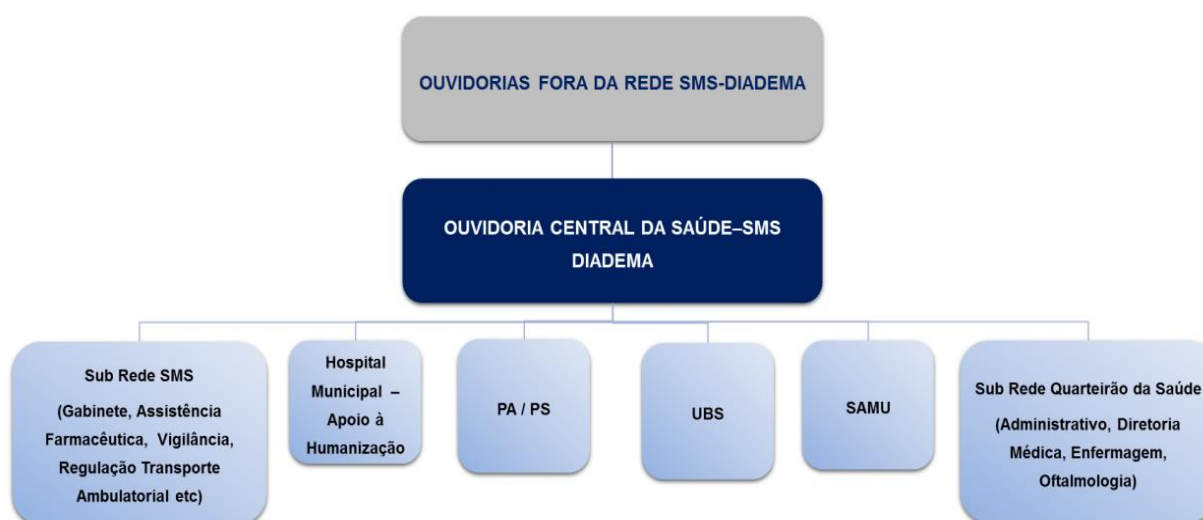 OUVIDORIAS FORA DA REDE SMS-DIADEMA
OUVIDORIA CENTRAL DA SAÚDE–SMS
DIADEMA
Sub Rede SMS
(Gabinete, Assistência
Farmacêutica, Vigilância,
Regulação Transporte
Ambulatorial etc)
Hospital
Municipal –
Apoio à
Humanização
PA / PS
UBS
SAMU
Sub Rede Quarteirão da Saúde
(Administrativo, Diretoria
Médica, Enfermagem,
Oftalmologia)